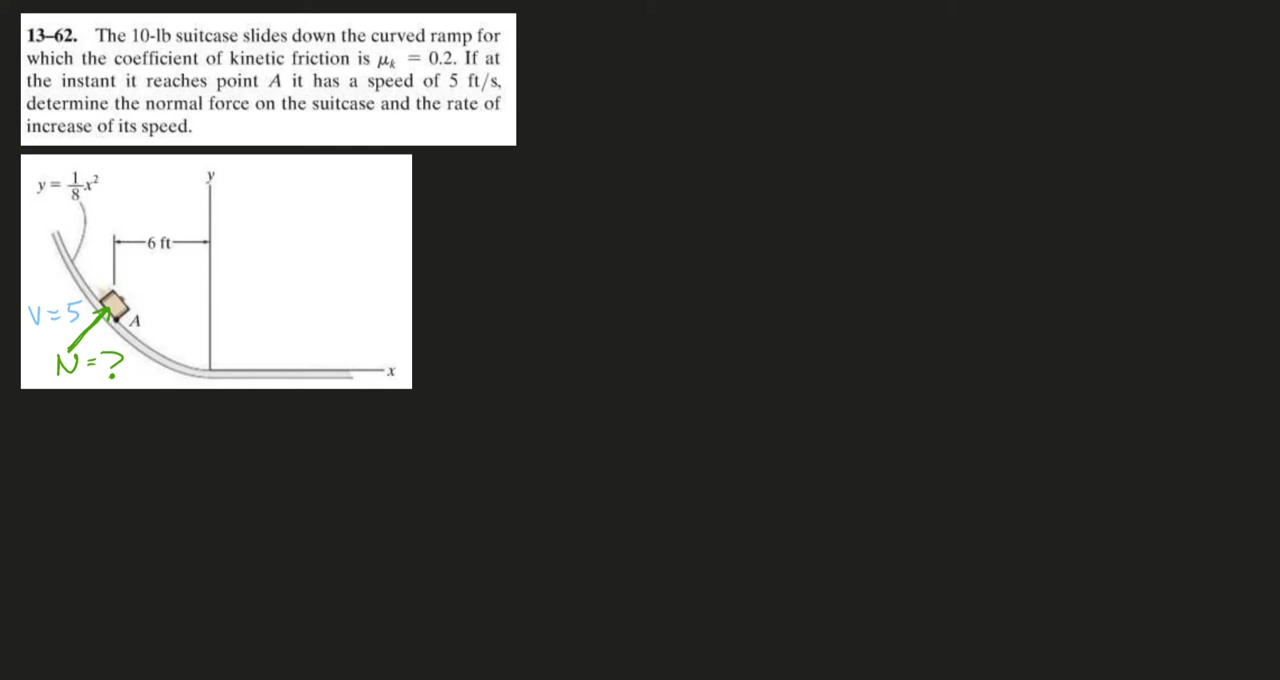 13–62. The 10-lb suitcase slides down the curved ramp for
which the coefficient of kinetic friction is μₖ = 0.2. If at
the instant it reaches point A it has a speed of 5 ft/s,
determine the normal force on the suitcase and the rate of
increase of its speed.
y = 1/8 x²
y
6 ft
V=5
A
N=?
x